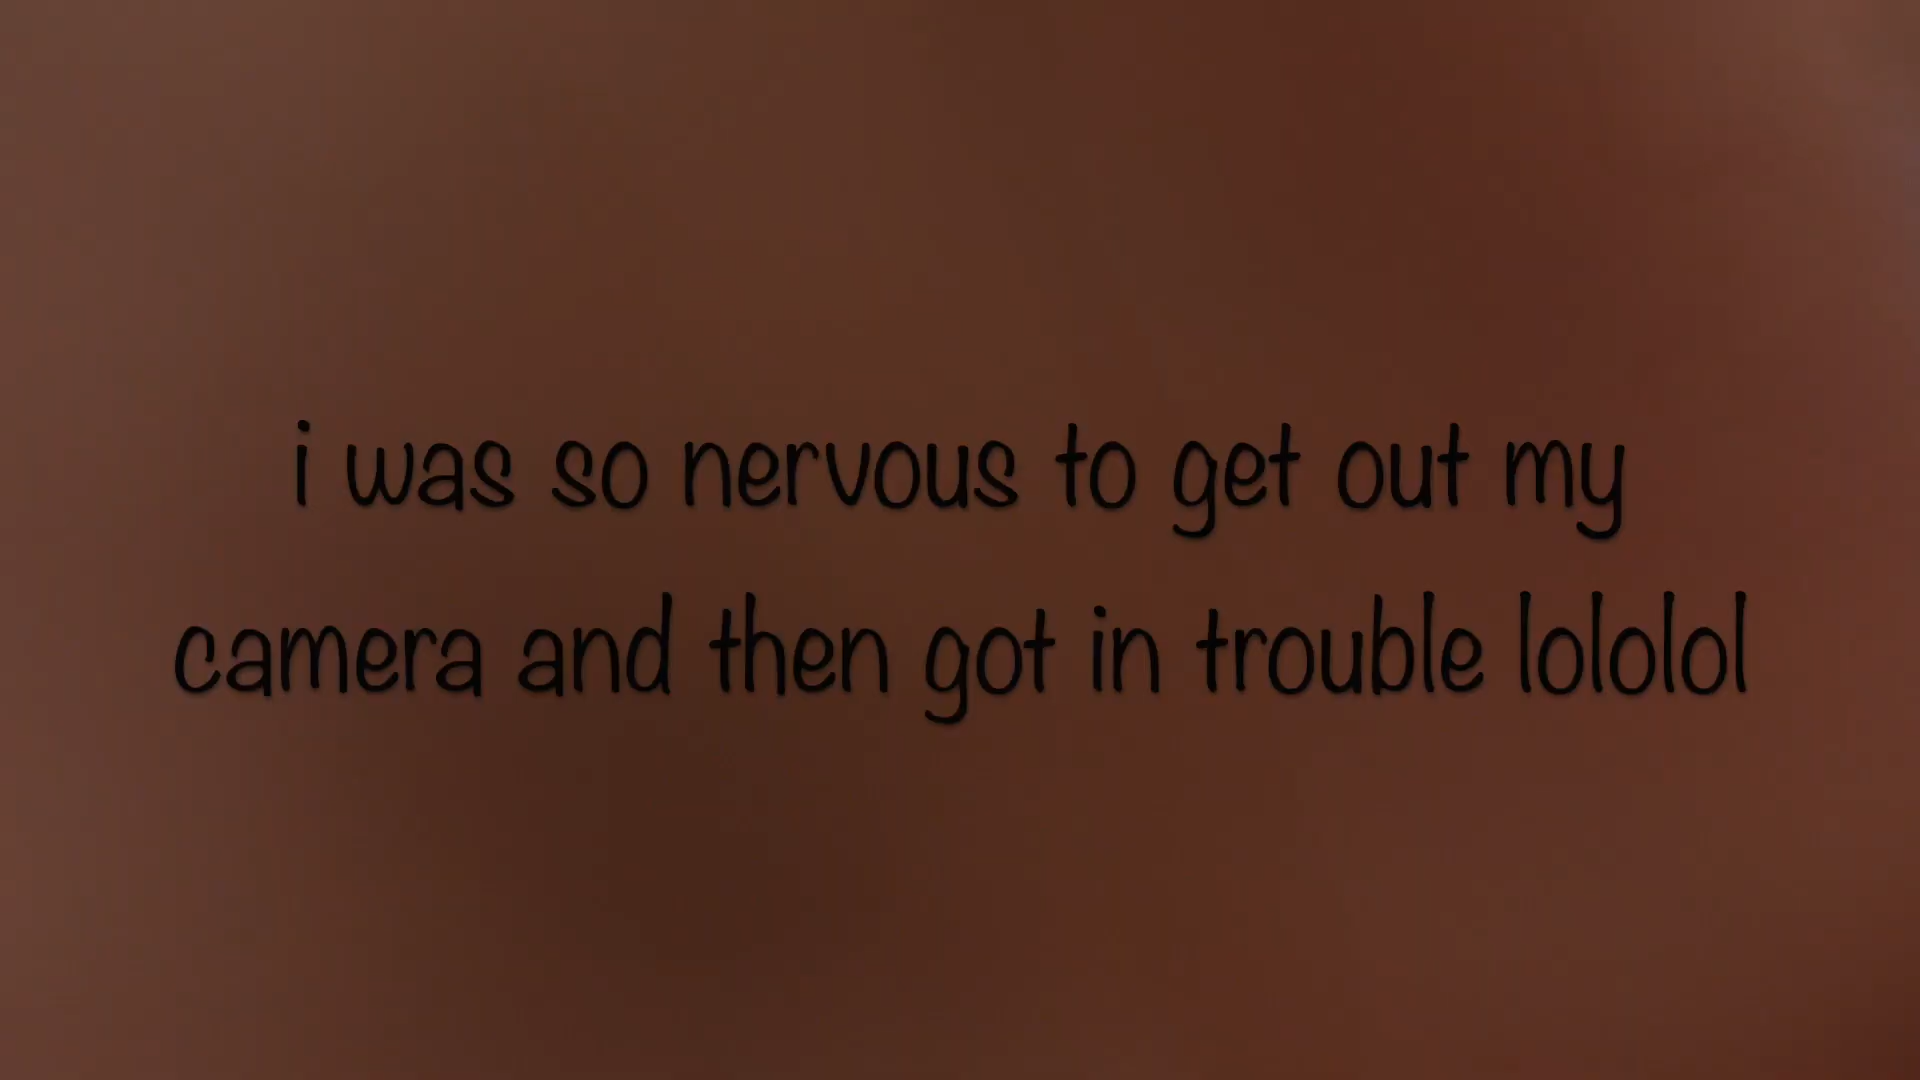 i was so nervous to get out my
camera and then got in trouble lololol